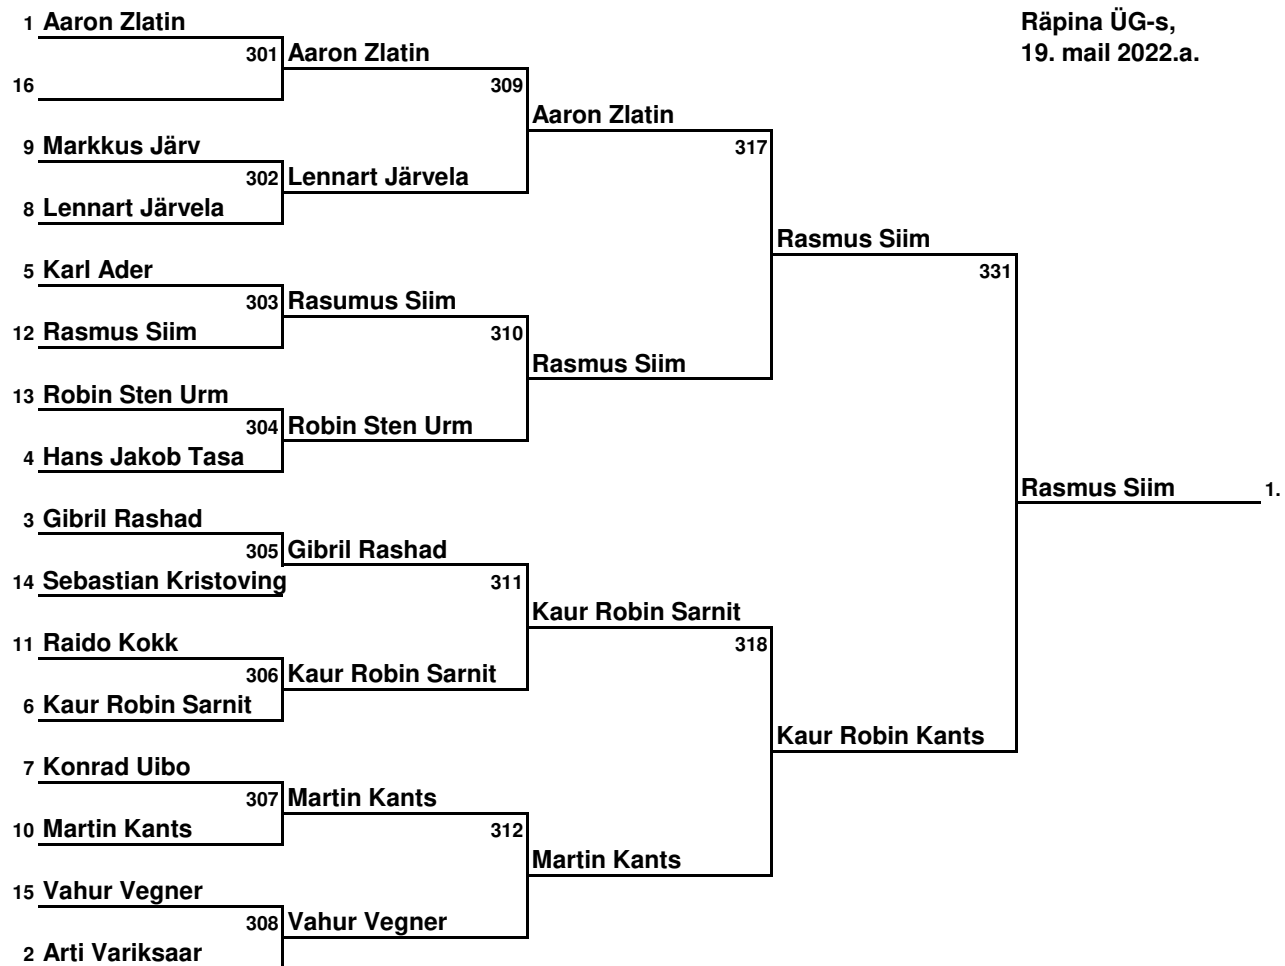 1 Aaron Zlatin
Räpina ÜG-s,
301 Aaron Zlatin
19. mail 2022.a.
16
309
Aaron Zlatin
9 Markkus Järv
317
302 Lennart Järvela
8 Lennart Järvela
Rasmus Siim
5 Karl Ader
331
303 Rasumus Siim
12 Rasmus Siim
310
Rasmus Siim
13 Robin Sten Urm
304 Robin Sten Urm
4 Hans Jakob Tasa
Rasmus Siim 1.
3 Gibril Rashad
305 Gibril Rashad
14 Sebastian Kristoving
311
Kaur Robin Sarnit
11 Raido Kokk
318
306 Kaur Robin Sarnit
6 Kaur Robin Sarnit
Kaur Robin Kants
7 Konrad Uibo
307 Martin Kants
10 Martin Kants
312
Martin Kants
15 Vahur Vegner
308 Vahur Vegner
2 Arti Variksaar